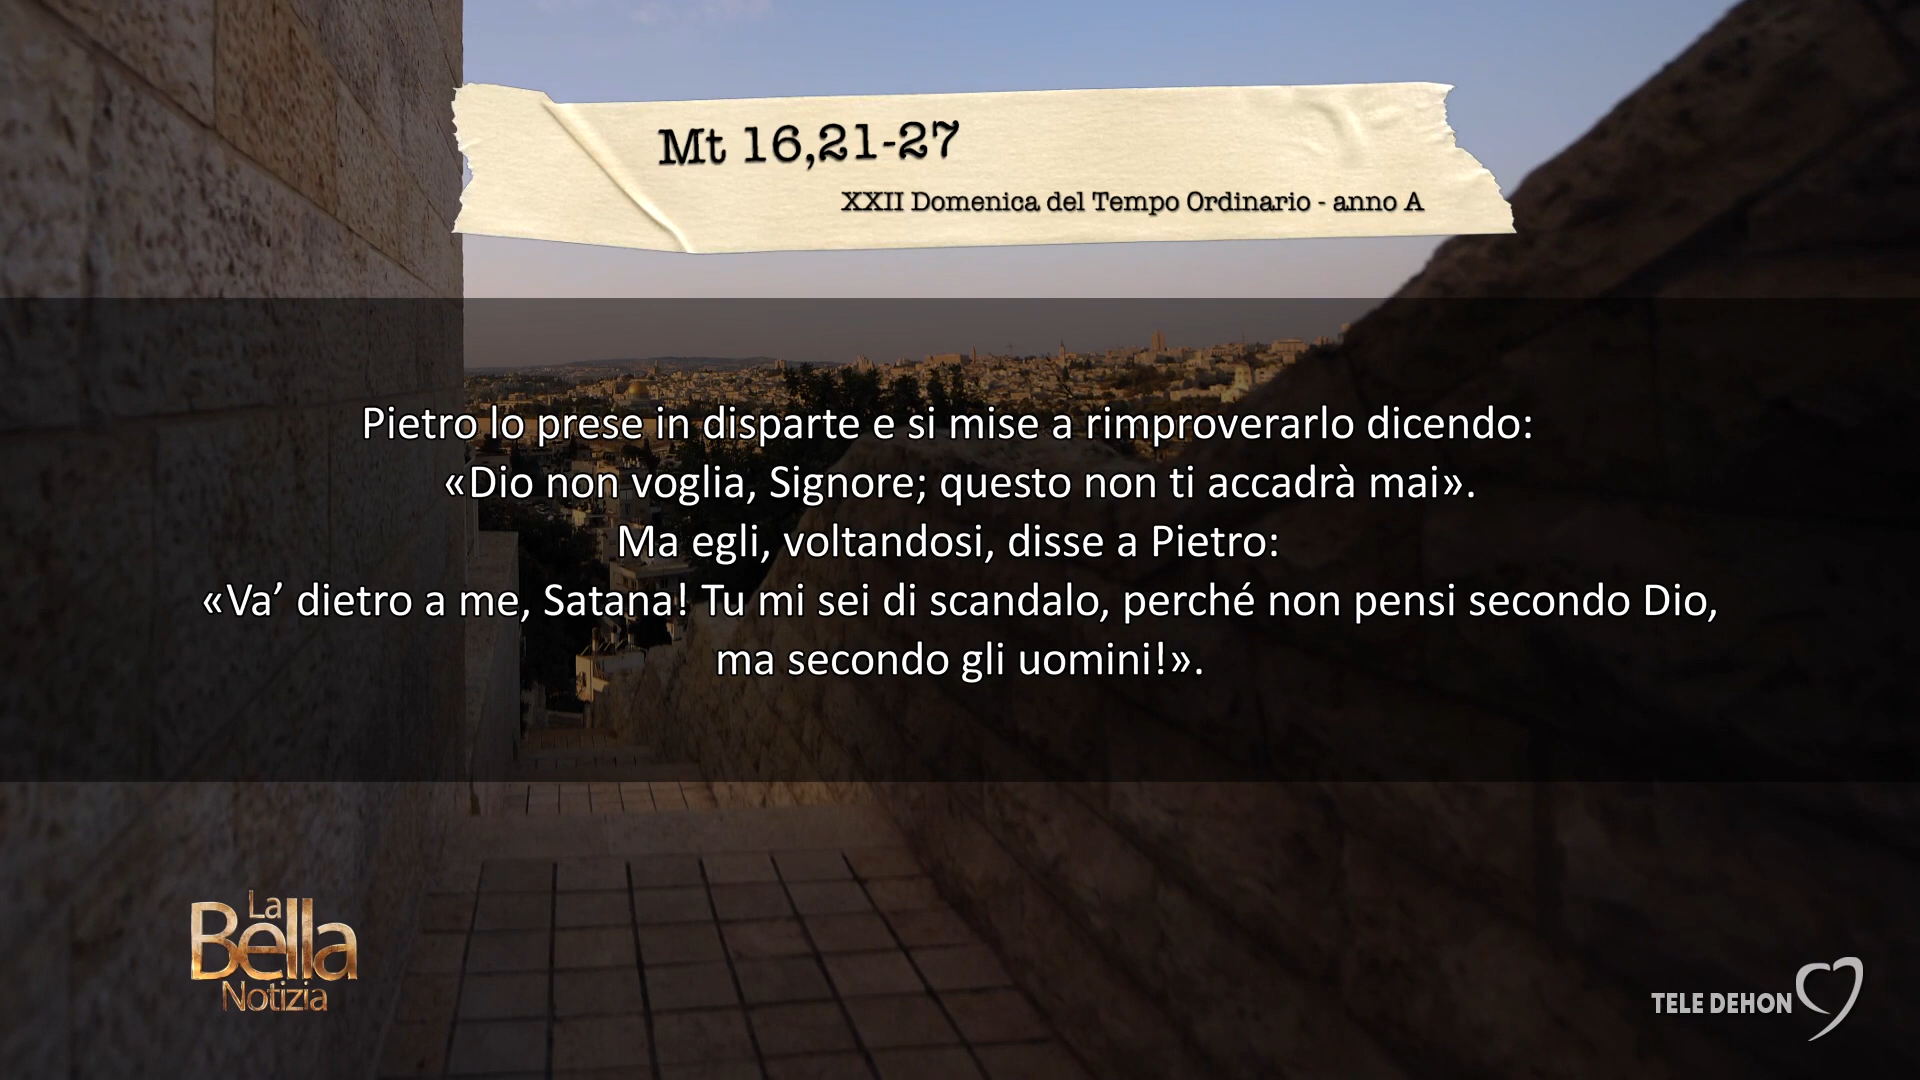 Mt 16,21-27
XXII Domenica del Tempo Ordinario - anno A
Pietro lo prese in disparte e si mise a rimproverarlo dicendo:
«Dio non voglia, Signore; questo non ti accadrà mai».
Ma egli, voltandosi, disse a Pietro:
«Va’ dietro a me, Satana! Tu mi sei di scandalo, perché non pensi secondo Dio,
ma secondo gli uomini!».
La
Bella
Notizia
TELE DEHON